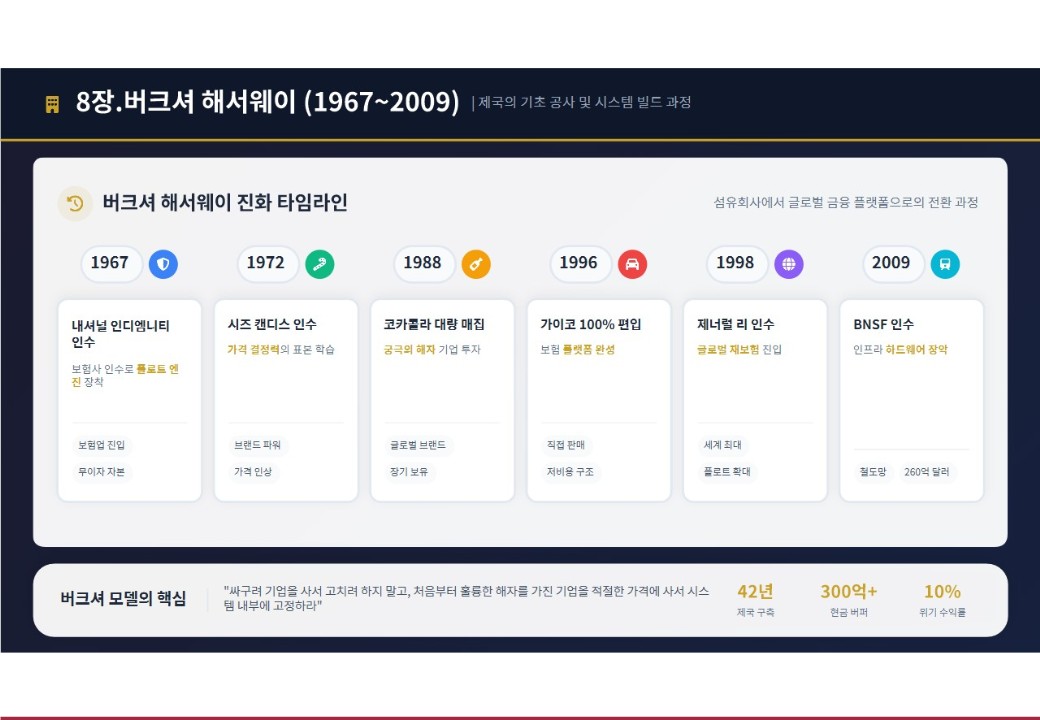 8장.버크셔 해서웨이 (1967~2009) | 제국의 기초 공사 및 시스템 빌드 과정
버크셔 해서웨이 진화 타임라인
섬유회사에서 글로벌 금융 플랫폼으로의 전환 과정
1967
내셔널 인디엠니티
인수
보험사 인수로 플로트 엔
진 장착
보험업 진입
무이자 자본
1972
시즈 캔디스 인수
가격 결정력의 표본 학습
브랜드 파워
가격 인상
1988
코카콜라 대량 매집
궁극의 해자 기업 투자
글로벌 브랜드
장기 보유
1996
가이코 100% 편입
보험 플랫폼 완성
직접 판매
저비용 구조
1998
제너럴 리 인수
글로벌 재보험 진입
세계 최대
플로트 확대
2009
BNSF 인수
인프라 하드웨어 장악
철도망 260억 달러
버크셔 모델의 핵심
"싸구려 기업을 사서 고치려 하지 말고, 처음부터 훌륭한 해자를 가진 기업을 적절한 가격에 사서 시스
템 내부에 고정하라"
42년
제국 구축
300억+
현금 버퍼
10%
위기 수익률